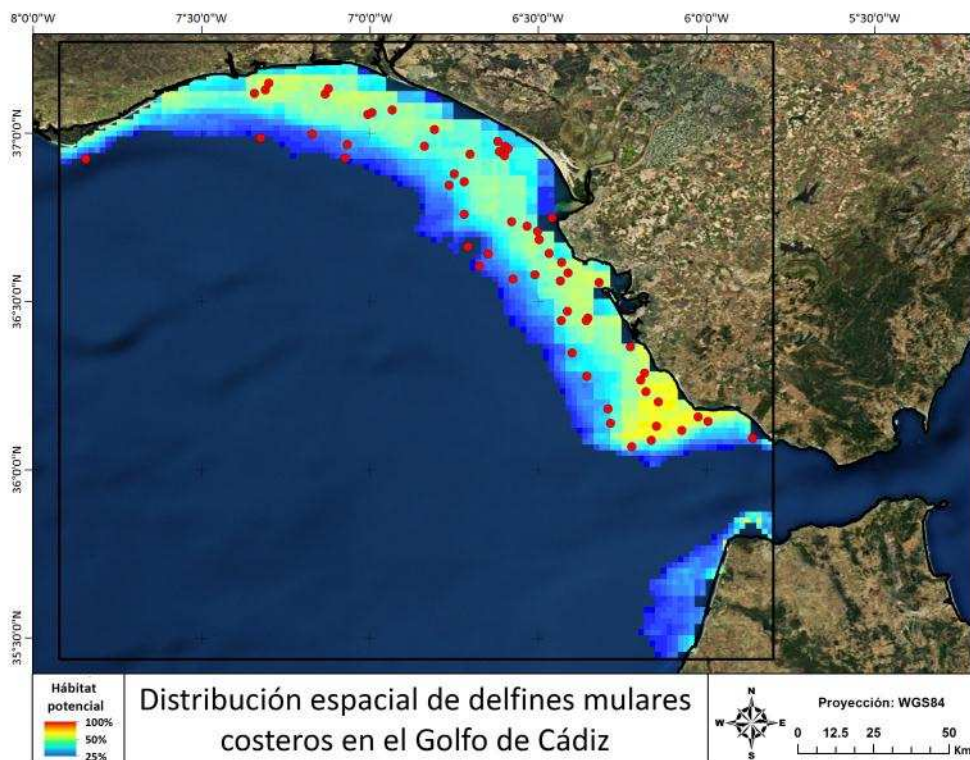 8°0'0"W 7°30'0"W 7°0'0"W 6°30'0"W 6°0'0"W 5°30'0"W
37°0'0"N
36°30'0"N
36°0'0"N
35°30'0"N
Hábitat
potencial
100%
50%
25%
Distribución espacial de delfines mulares
costeros en el Golfo de Cádiz
N
W E
S
Proyección: WGS84
0 12.5 25 50
Km